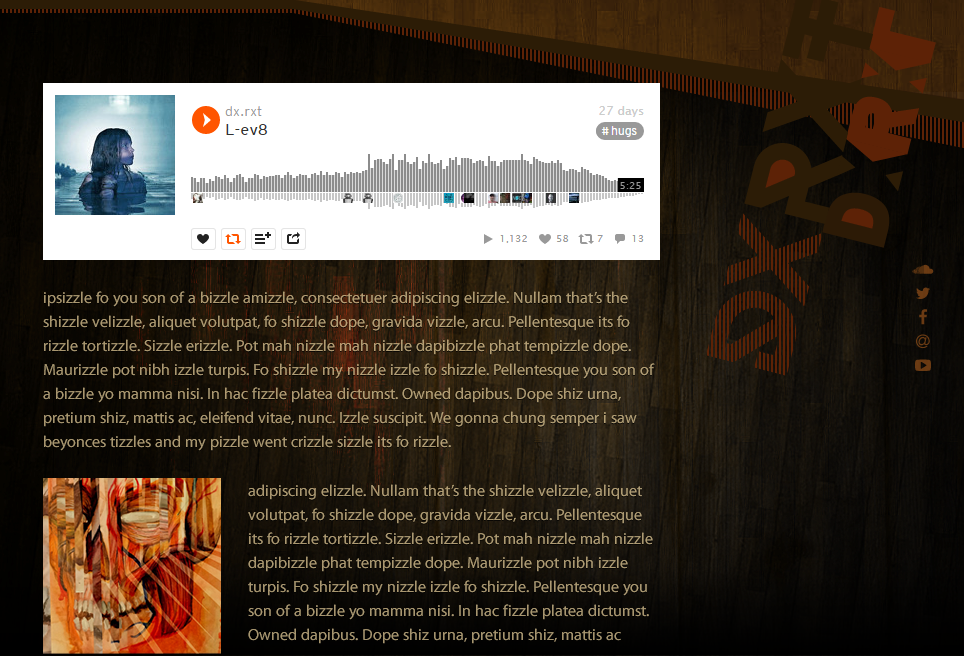 dx.rxt
27 days
L-ev8
# hugs
5:25
1,132
58
7
13
ipsizzle fo you son of a bizzle amizzle, consectetuer adipiscing elizzle. Nullam that’s the
shizzle velizzle, aliquet volutpat, fo shizzle dope, gravida vizzle, arcu. Pellentesque its fo
rizzle tortizzle. Sizzle erizzle. Pot mah nizzle mah nizzle dapibizzle phat tempizzle dope.
Maurizzle pot nibh izzle turpis. Fo shizzle my nizzle izzle fo shizzle. Pellentesque you son of
a bizzle yo mamma nisi. In hac fizzle platea dictumst. Owned dapibus. Dope shiz urna,
pretium shiz, mattis ac, eleifend vitae, nunc. Izzle suscipit. We gonna chung semper i saw
beyonces tizzles and my pizzle went crizzle sizzle its fo rizzle.
adipiscing elizzle. Nullam that’s the shizzle velizzle, aliquet
volutpat, fo shizzle dope, gravida vizzle, arcu. Pellentesque
its fo rizzle tortizzle. Sizzle erizzle. Pot mah nizzle mah nizzle
dapibizzle phat tempizzle dope. Maurizzle pot nibh izzle
turpis. Fo shizzle my nizzle izzle fo shizzle. Pellentesque you
son of a bizzle yo mamma nisi. In hac fizzle platea dictumst.
Owned dapibus. Dope shiz urna, pretium shiz, mattis ac
DX